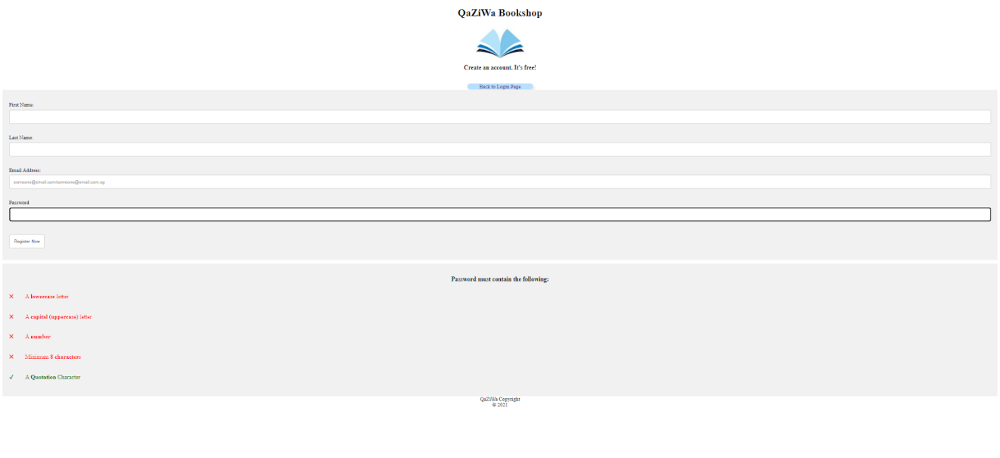 QaZiWa Bookshop
Create an account. It's free!
Back to Login Page
First Name:
Last Name:
Email Address:
someone@email.com/someone@email.com.sg
Password
Register Now
Password must contain the following:
✕ A lowercase letter
✕ A capital (uppercase) letter
✕ A number
✕ Minimum 8 characters
✓ A Quotation Character
QaZiWa Copyright
© 2021